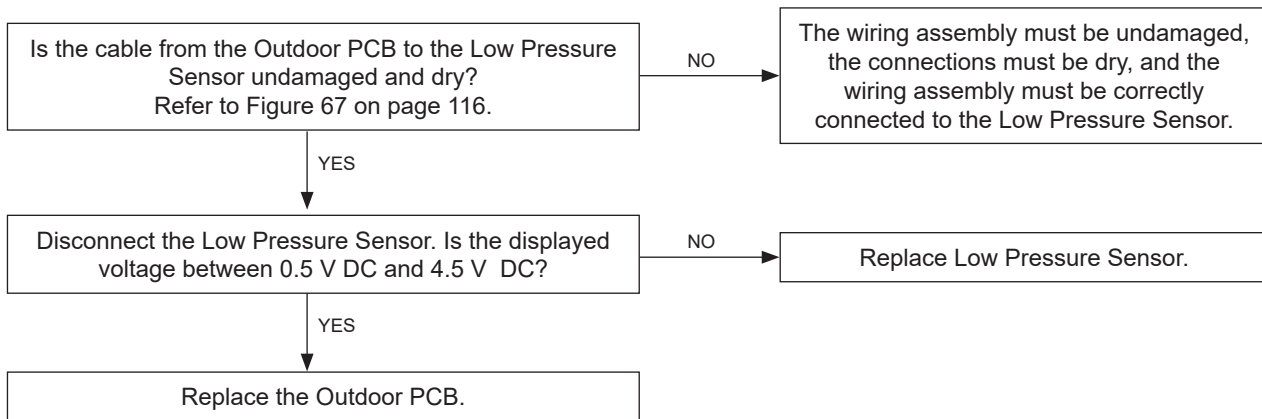 Is the cable from the Outdoor PCB to the Low Pressure
Sensor undamaged and dry?
Refer to Figure 67 on page 116.
NO
The wiring assembly must be undamaged,
the connections must be dry, and the
wiring assembly must be correctly
connected to the Low Pressure Sensor.
YES
Disconnect the Low Pressure Sensor. Is the displayed
voltage between 0.5 V DC and 4.5 V  DC?
NO
Replace Low Pressure Sensor.
YES
Replace the Outdoor PCB.